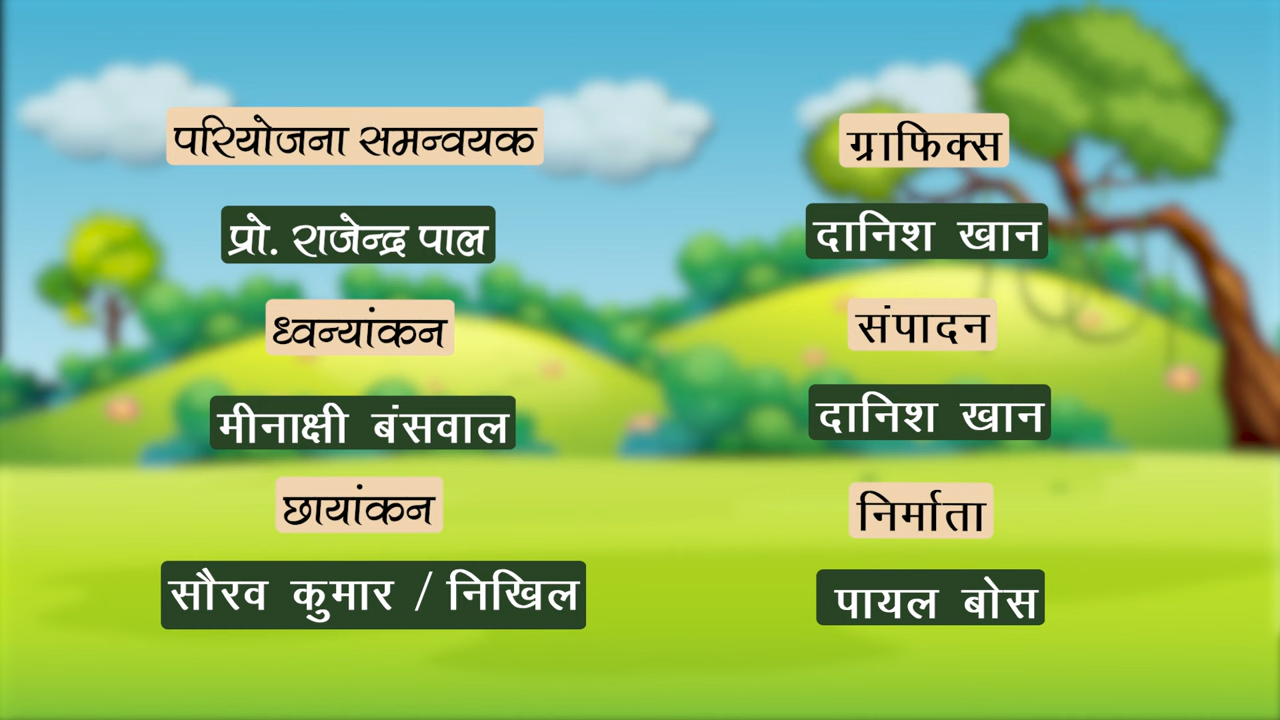 परियोजना समन्वयक
प्रो. राजेन्द्र पाल
ध्वन्यांकन
मीनाक्षी बंसवाल
छायांकन
सौरव कुमार / निखिल
ग्राफिक्स
दानिश खान
संपादन
दानिश खान
निर्माता
पायल बोस